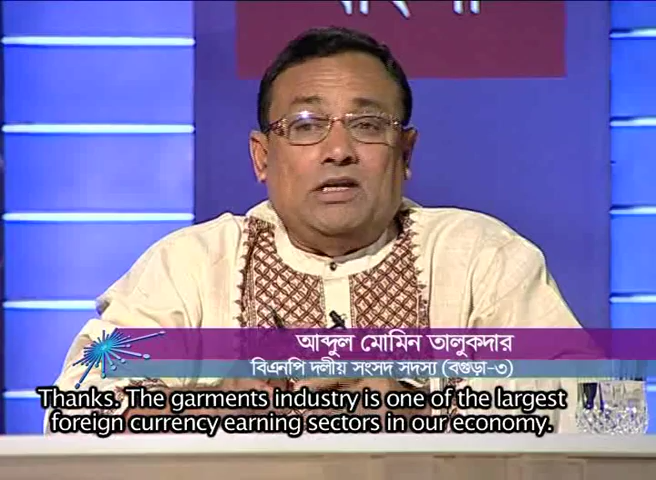 আব্দুল মোমিন তালুকদার
বিএনপি দলীয় সংসদ সদস্য (বগুড়া-৩)
Thanks. The garments industry is one of the largest
foreign currency earning sectors in our economy.